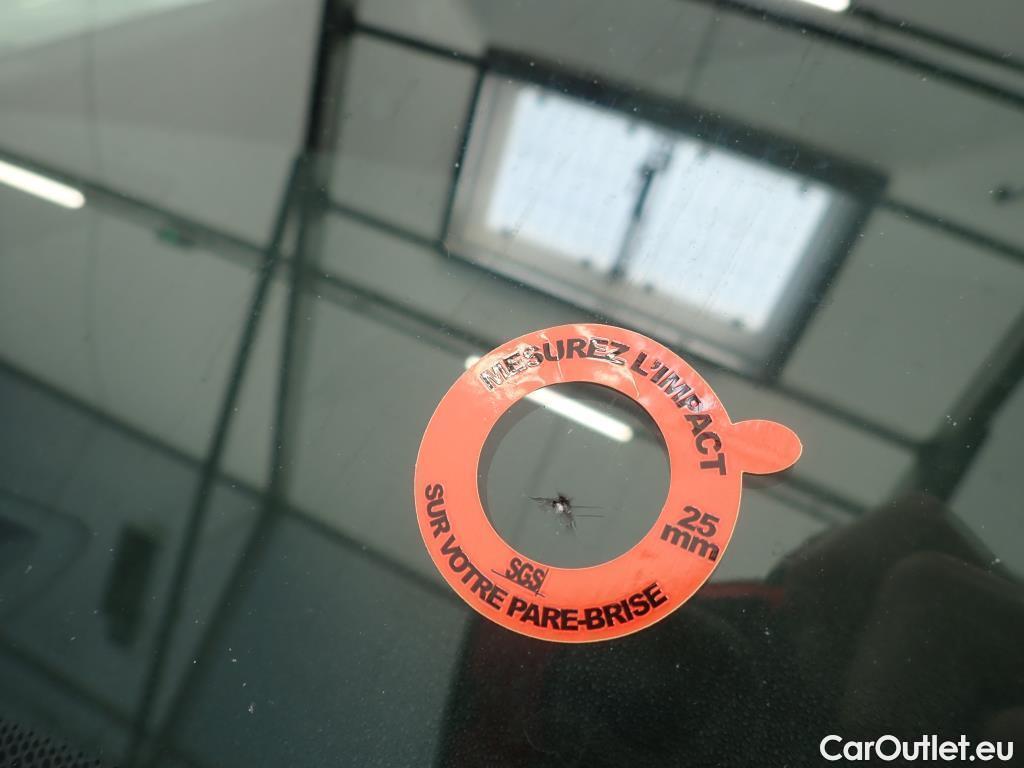 MESUREZ L'IMPACT
25
mm
SGS
SUR VOTRE PARE-BRISE
CarOutlet.eu